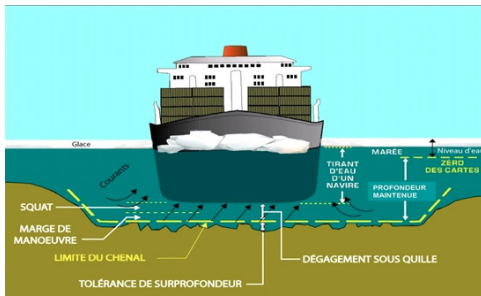 Glace
MARÉE
Niveau d'eau
TIRANT
D'EAU
D'UN
NAVIRE
ZÉRO
DES CARTES
PROFONDEUR
MAINTENUE
Courants
SQUAT
MARGE DE
MANOEUVRE
LIMITE DU CHENAL
DÉGAGEMENT SOUS QUILLE
TOLÉRANCE DE SURPROFONDEUR